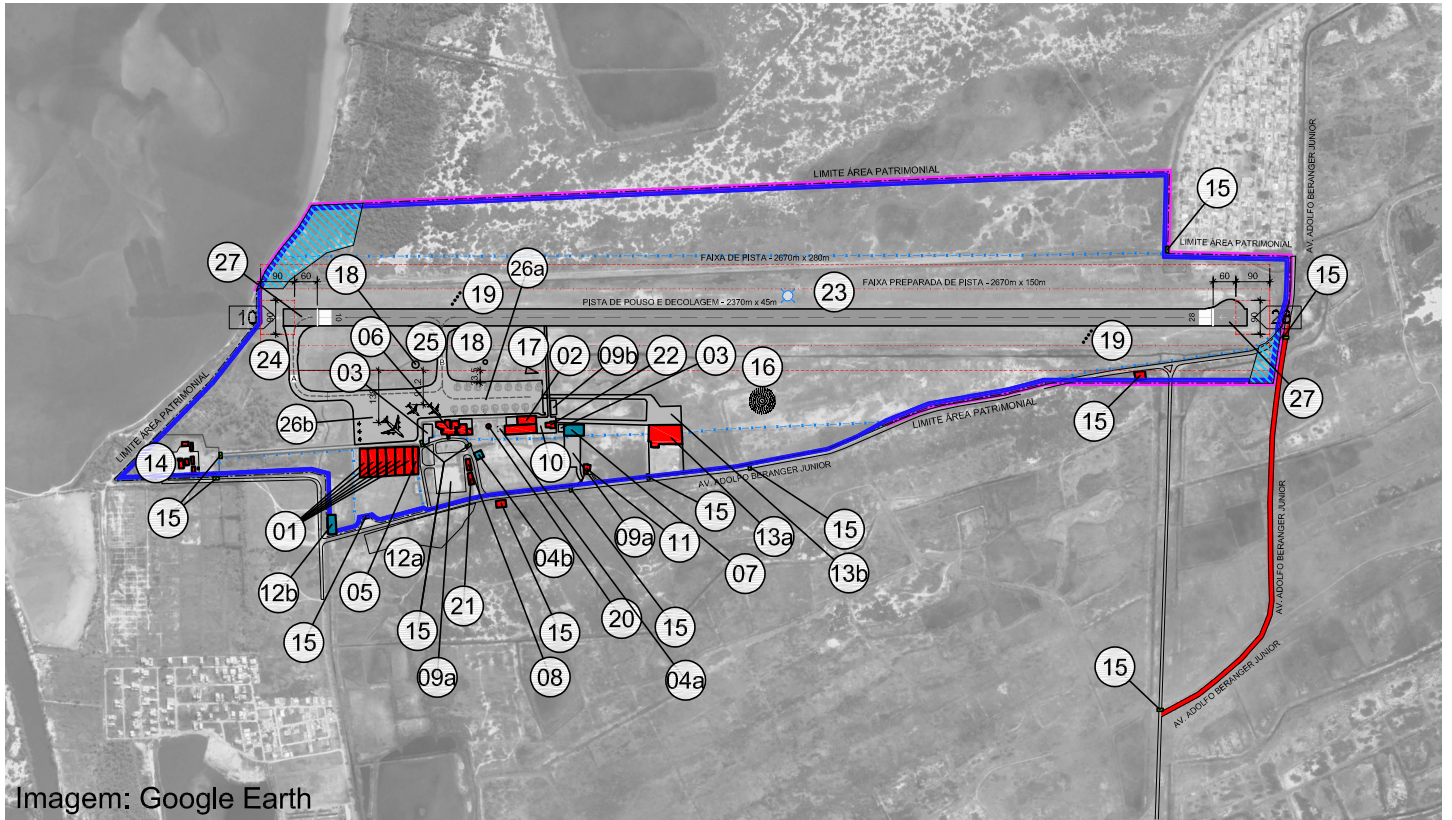 LIMITE ÁREA PATRIMONIAL
AV. ADOLFO BERANGER JUNIOR
15
LIMITE ÁREA PATRIMONIAL
FAIXA DE PISTA - 2670m x 280m
27
18
26a
90
60
19
FAIXA PREPARADA DE PISTA - 2670m x 150m
23
60
90
15
PISTA DE POUSO E DECOLAGEM - 2370m x 45m
10
90
10
28
90
19
24
06
25
18
17
02
09b
22
03
16
03
A
B
LIMITE ÁREA PATRIMONIAL
26b
15
27
LIMITE ÁREA PATRIMONIAL
14
10
AV. ADOLFO BERANGER JUNIOR
15
01
12b
15
05
12a
15
09a
21
04b
15
08
20
04a
15
09a
11
07
15
13a
15
13b
AV. ADOLFO BERANGER JUNIOR
15
AV. ADOLFO BERANGER JUNIOR
Imagem: Google Earth